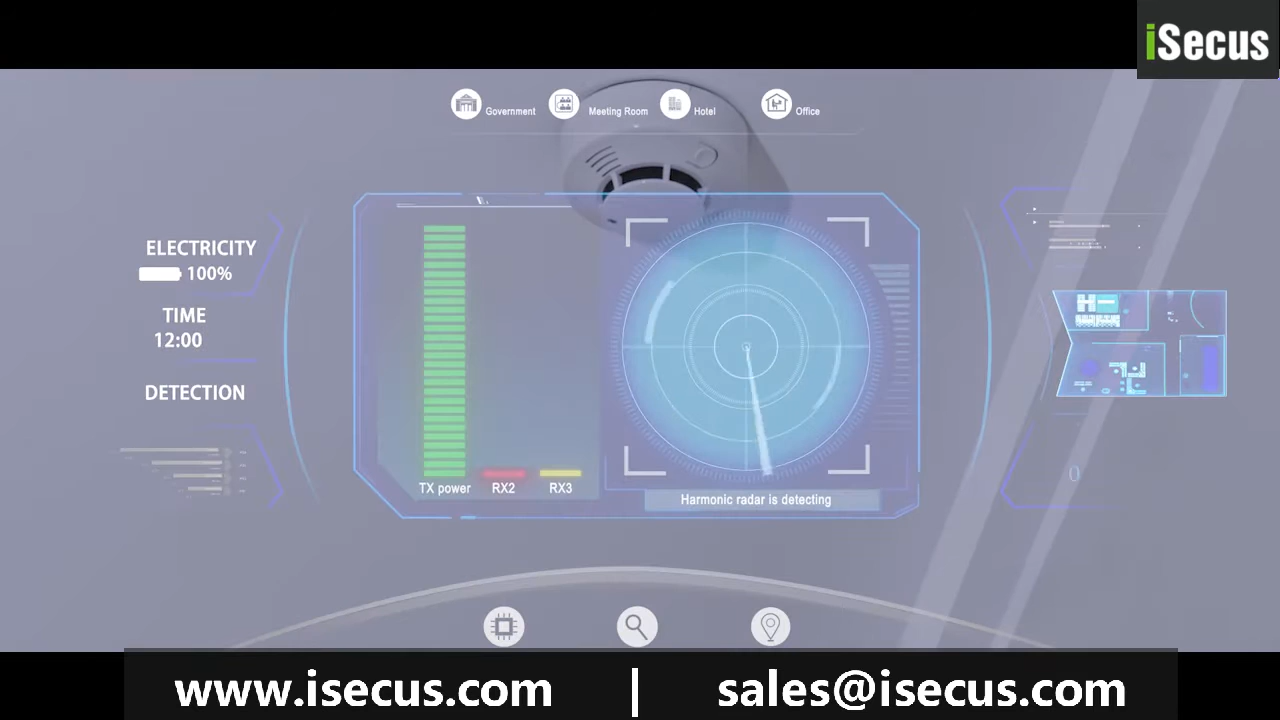 iSecus
Government
Meeting Room
Hotel
Office
ELECTRICITY
100%
TIME
12:00
DETECTION
TX power
RX2
RX3
Harmonic radar is detecting
0
www.isecus.com | sales@isecus.com